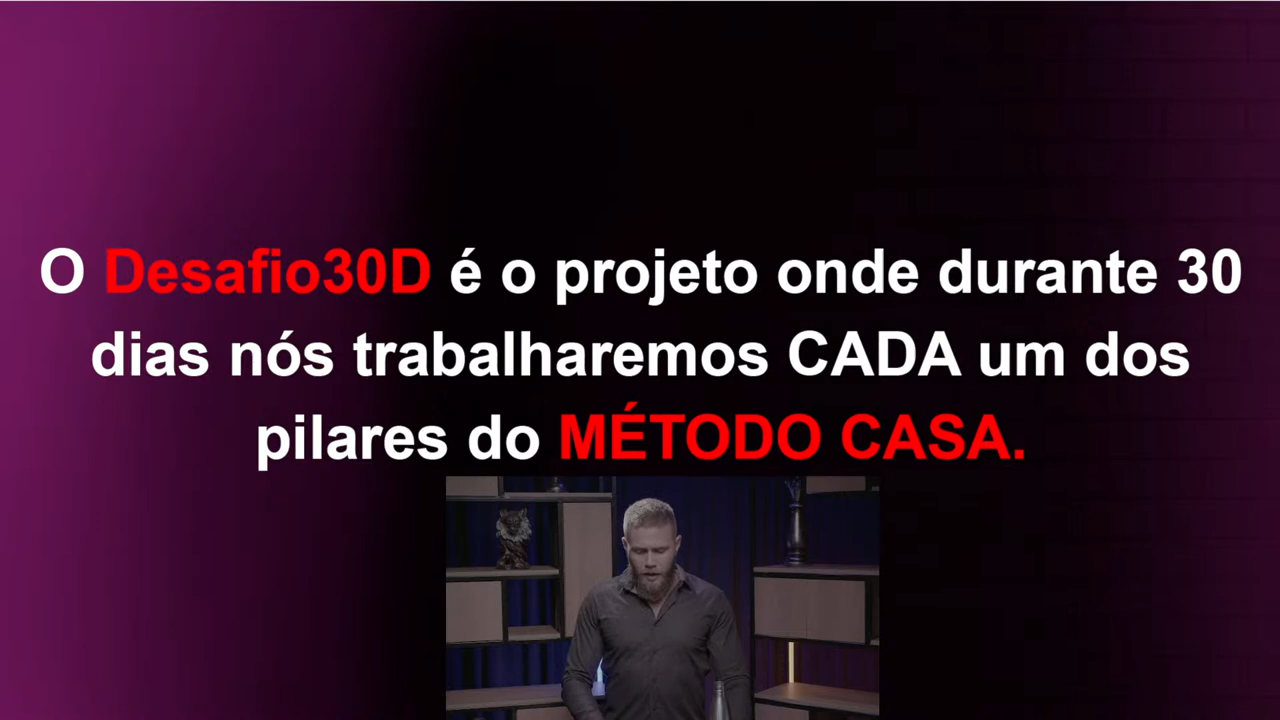 O Desafio30D é o projeto onde durante 30
dias nós trabalharemos CADA um dos
pilares do MÉTODO CASA.